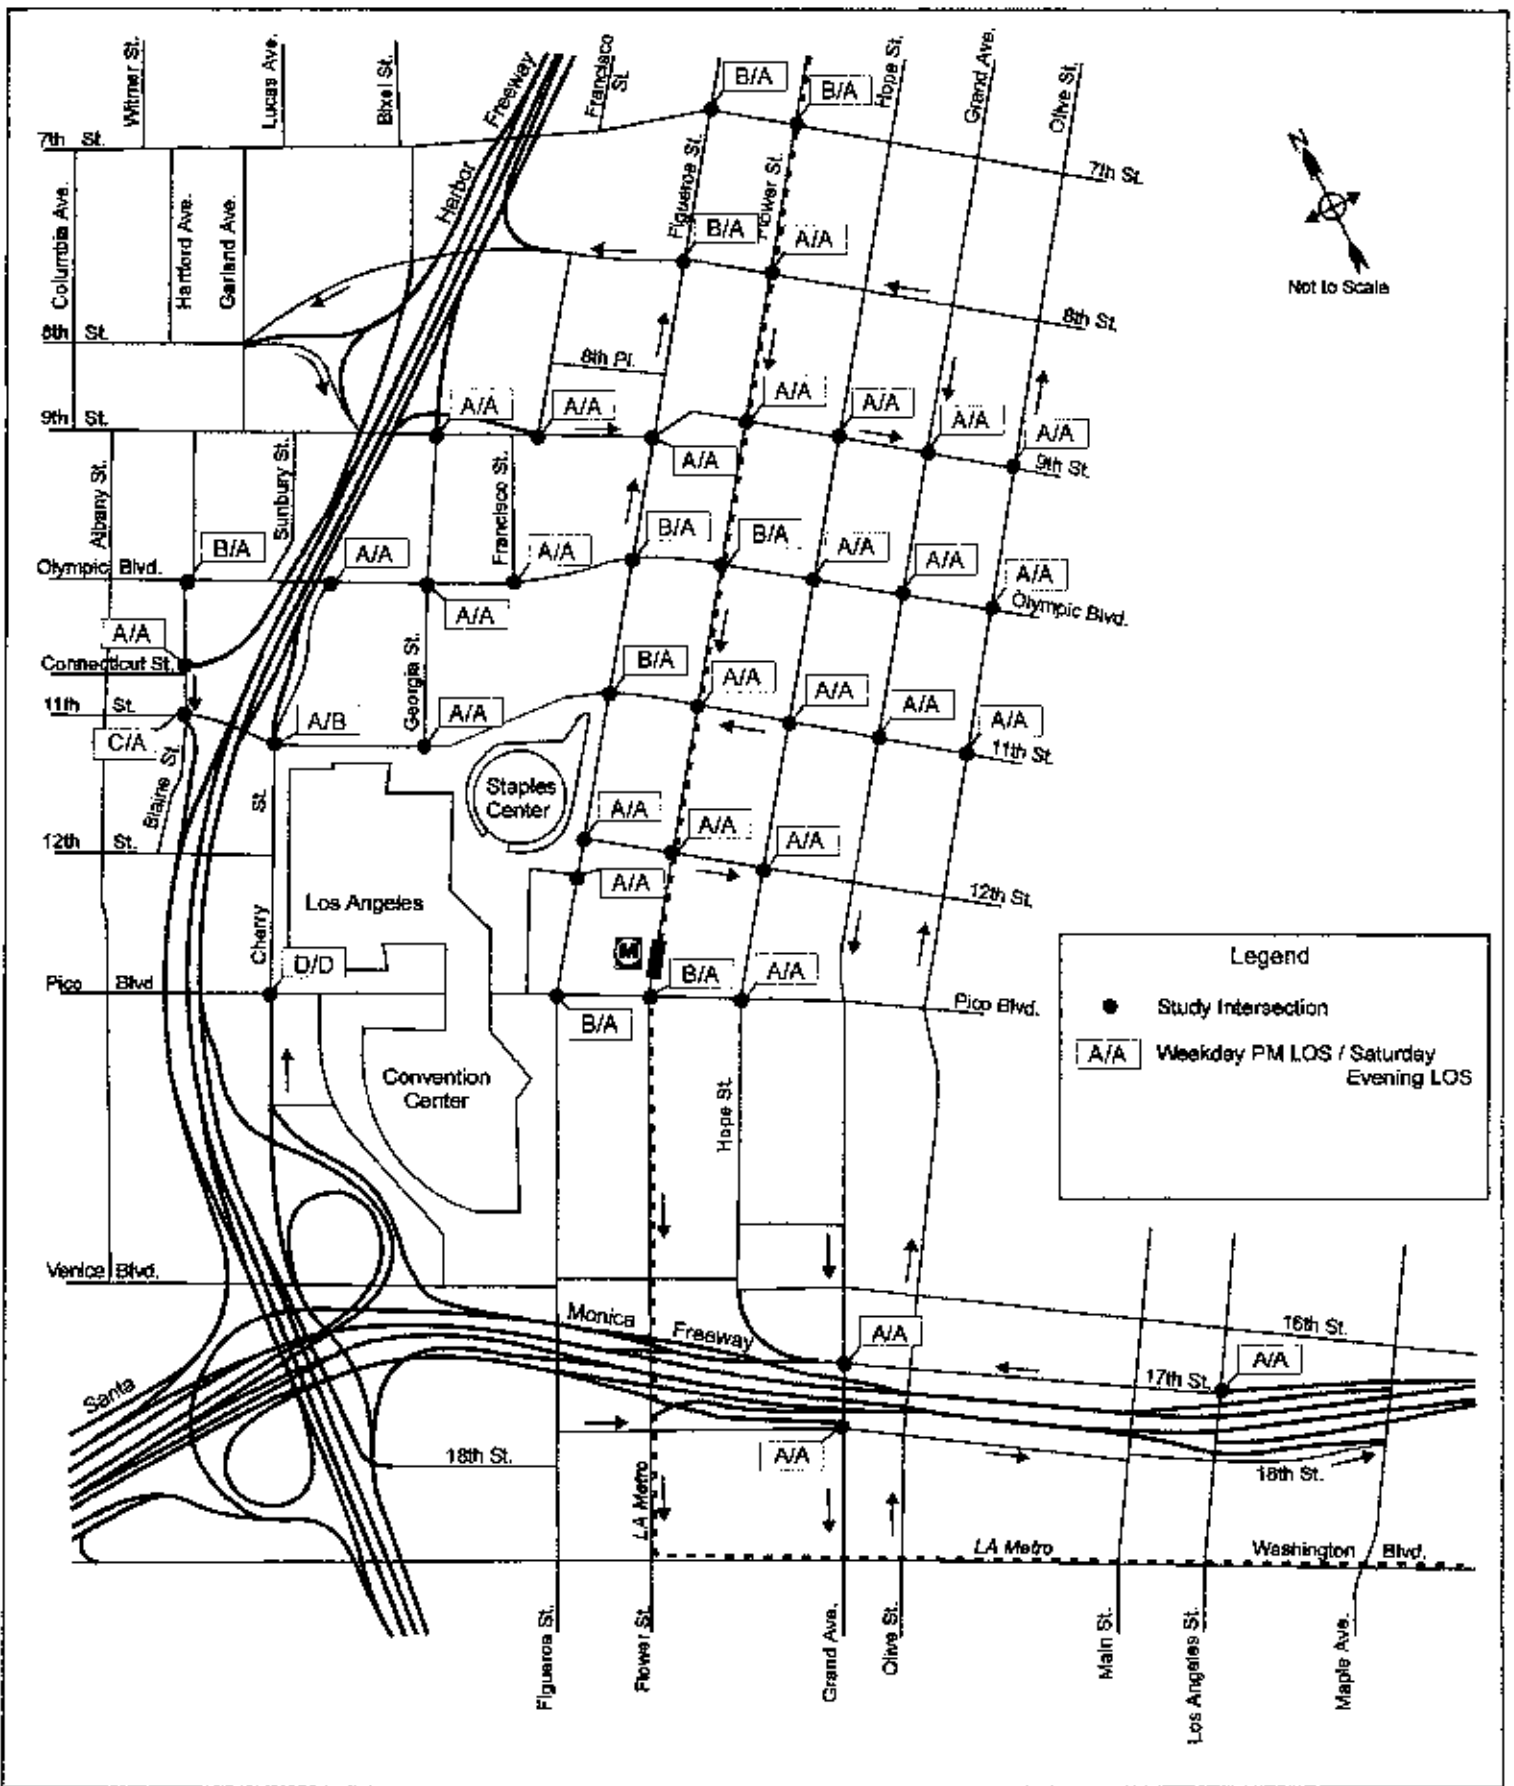 Witmer St.
Lucas Ave.
Bixel St.
Harbor Freeway
Francisco St.
B/A
B/A
Hope St.
Grand Ave.
Olive St.
7th St.
7th St.
N
Not to Scale
Columbia Ave.
Hartford Ave.
Garland Ave.
Figueroa St.
Flower St.
B/A
A/A
8th St.
8th St.
8th Pl.
A/A
A/A
A/A
A/A
A/A
A/A
A/A
9th St.
9th St.
Albany St.
Sunbury St.
Francisco St.
B/A
A/A
A/A
B/A
B/A
A/A
A/A
A/A
Olympic Blvd.
Olympic Blvd.
A/A
A/A
Connecticut St.
Georgia St.
B/A
A/A
A/A
A/A
A/A
11th St.
11th St.
C/A
A/B
A/A
Blaine St.
Staples
Center
12th St.
12th St.
A/A
A/A
A/A
A/A
Los Angeles
Cherry St.
D/D
M
B/A
A/A
B/A
Pico Blvd
Pico Blvd.
Legend
Study Intersection
A/A
Weekday PM LOS / Saturday
Evening LOS
Convention
Center
Hope St.
Venice Blvd.
Santa Monica Freeway
A/A
16th St.
A/A
17th St.
A/A
18th St.
18th St.
LA Metro
LA Metro
Washington Blvd.
Figueroa St.
Flower St.
Grand Ave.
Olive St.
Main St.
Los Angeles St.
Maple Ave.